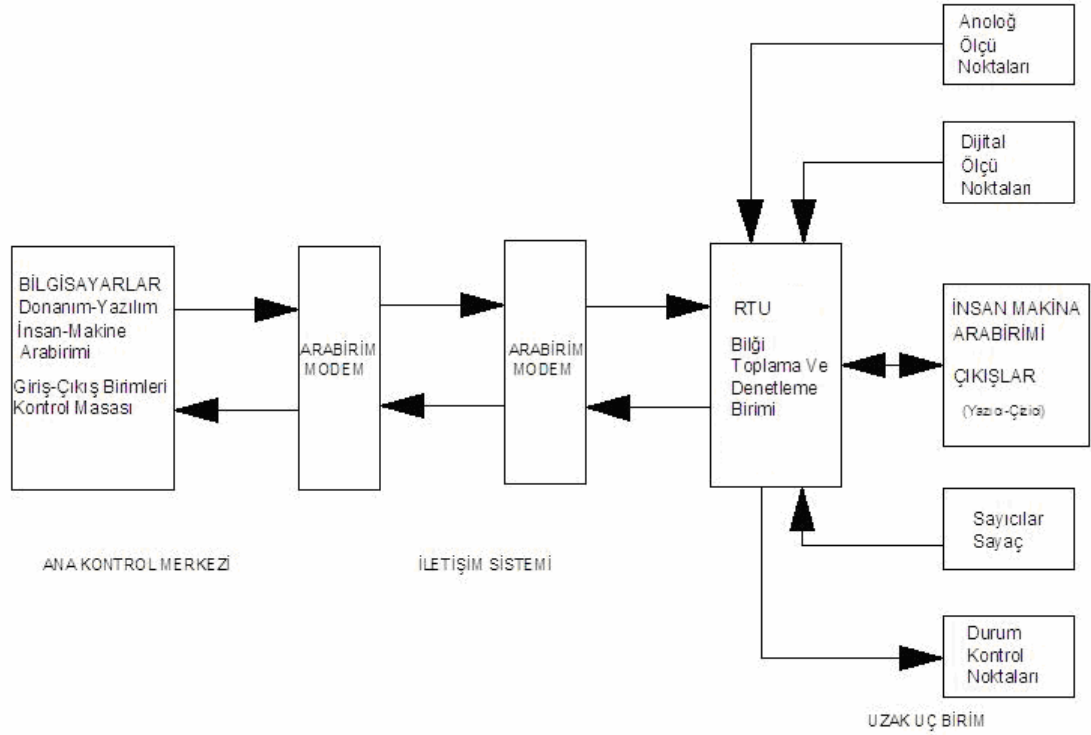 Anoloğ
Ölçü
Noktaları
Dijital
Ölçü
Noktaları
BİLGİSAYARLAR
Donanım-Yazılım
İnsan-Makine
Arabirimi
Giriş-Çıkış Birimleri
Kontrol Masası
ARABİRİM
MODEM
ARABİRİM
MODEM
RTU
Bilği
Toplama Ve
Denetleme
Birimi
İNSAN MAKİNA
ARABİRİMİ
ÇIKIŞLAR
(Yazıcı-Çizici)
Sayıcılar
Sayaç
Durum
Kontrol
Noktaları
ANA KONTROL MERKEZİ
İLETİŞİM SİSTEMİ
UZAK UÇ BİRİM